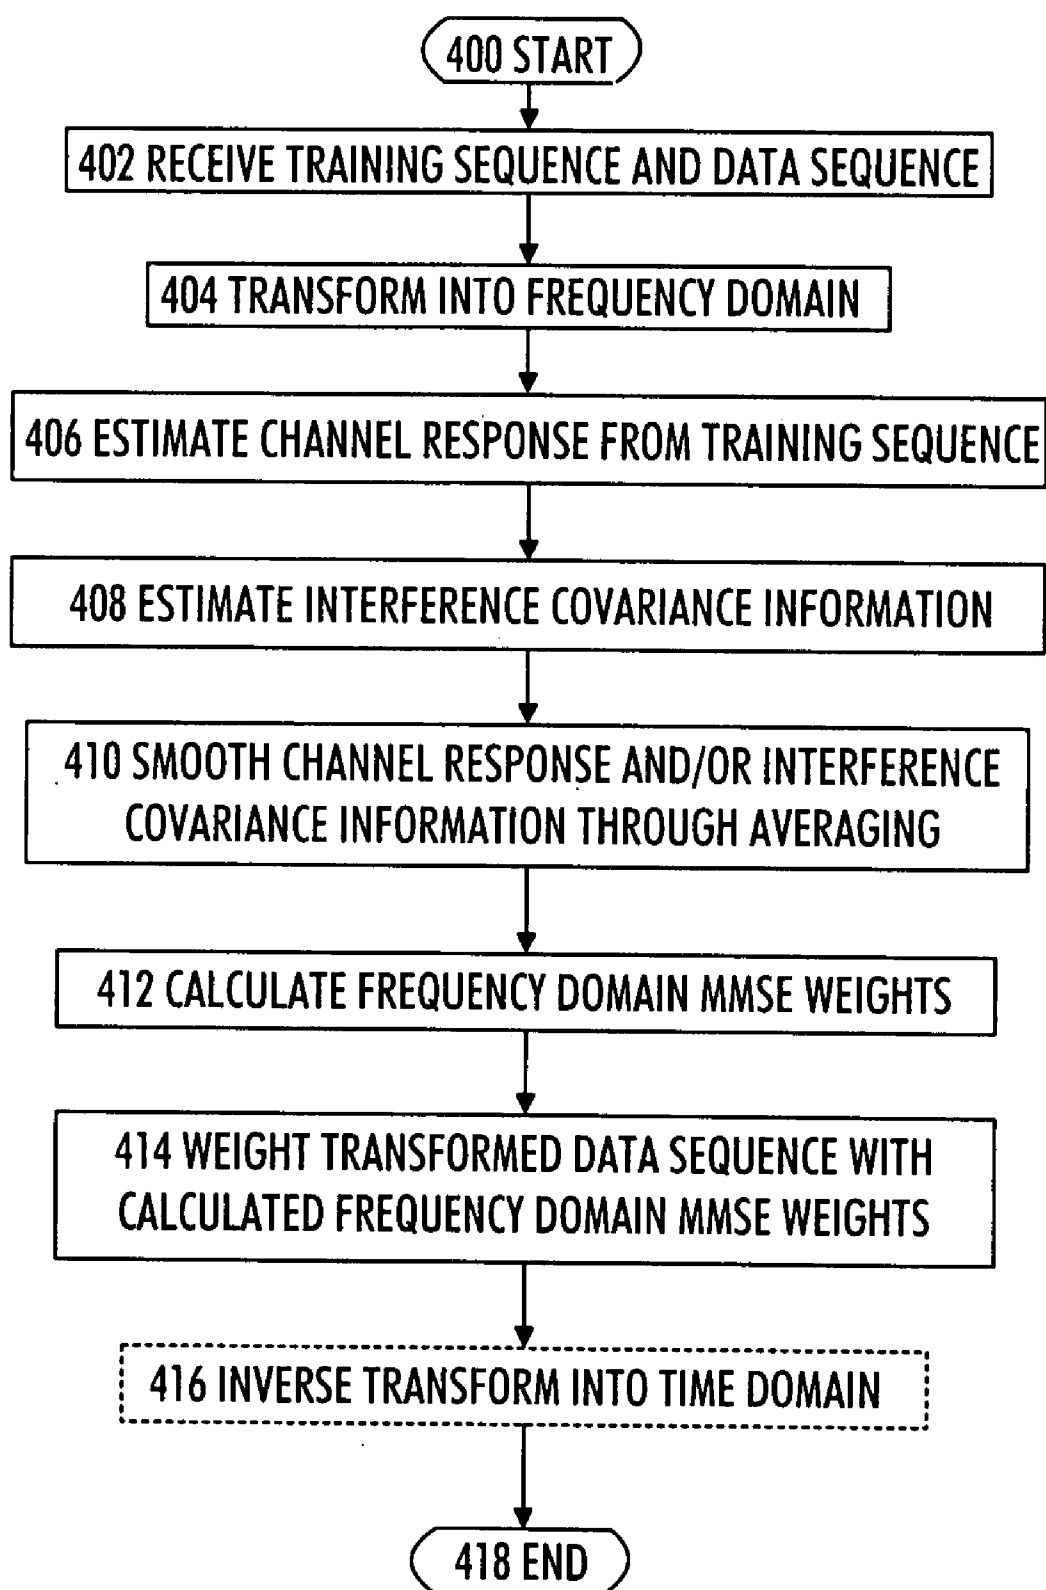 400 START
402 RECEIVE TRAINING SEQUENCE AND DATA SEQUENCE
404 TRANSFORM INTO FREQUENCY DOMAIN
406 ESTIMATE CHANNEL RESPONSE FROM TRAINING SEQUENCE
408 ESTIMATE INTERFERENCE COVARIANCE INFORMATION
410 SMOOTH CHANNEL RESPONSE AND/OR INTERFERENCE
COVARIANCE INFORMATION THROUGH AVERAGING
412 CALCULATE FREQUENCY DOMAIN MMSE WEIGHTS
414 WEIGHT TRANSFORMED DATA SEQUENCE WITH
CALCULATED FREQUENCY DOMAIN MMSE WEIGHTS
416 INVERSE TRANSFORM INTO TIME DOMAIN
418 END